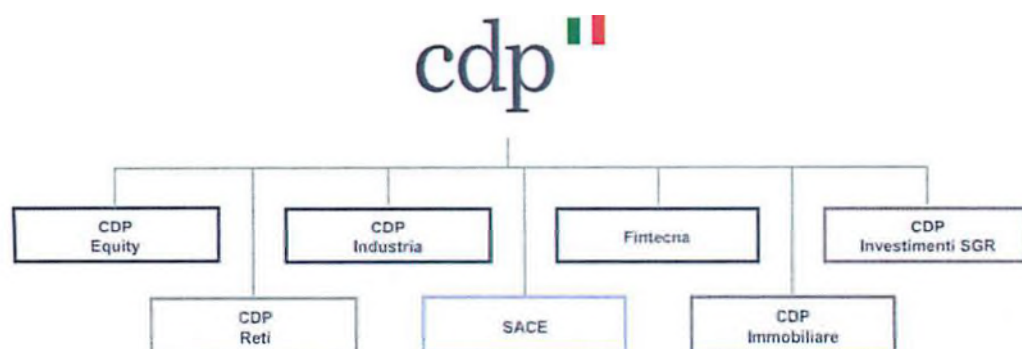 cdp
CDP
Equity
CDP
Industria
Fintecna
CDP
Investimenti SGR
CDP
Reti
SACE
CDP
Immobiliare